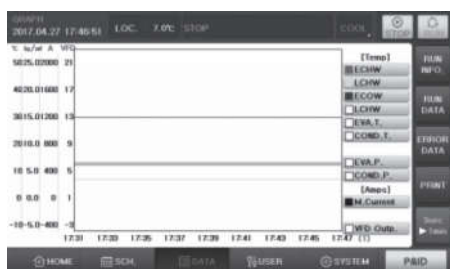 GRAPH
2017.04.27 17:46:51 LOC. 7.0℃ STOP COOL
STOP
℃ kg/㎠ A VFD
50 25.0 2000 21
40 20.0 1600 17
30 15.0 1200 13
20 10.0 800 9
10 5.0 400 5
0 0.0 0 1
-10 -5.0 -400 -3
17:31 17:33 17:35 17:37 17:39 17:41 17:43 17:45 17:47 (1)
[Temp]
ECHW
LCHW
ECOW
LCHW
EVA.T.
COND.T.
EVA.P.
COND.P.
[Amps]
M.Current
VFD Outp.
RUN
INFO.
RUN
DATA
ERROR
DATA
PRINT
HOME SCH. DATA USER SYSTEM P&ID